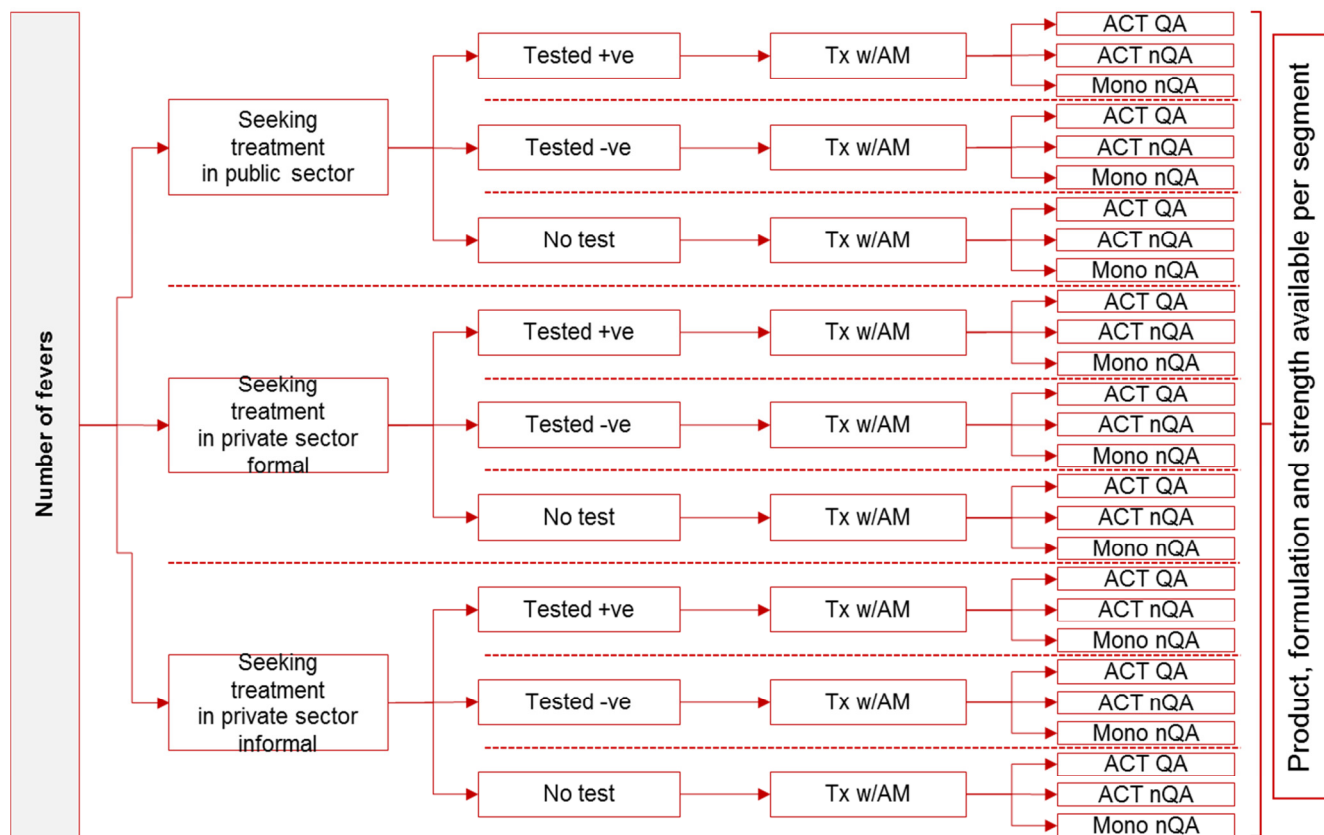 Number of fevers
Seeking
treatment
in public sector
Tested +ve
Tx w/AM
ACT QA
ACT nQA
Mono nQA
Tested -ve
Tx w/AM
ACT QA
ACT nQA
Mono nQA
No test
Tx w/AM
ACT QA
ACT nQA
Mono nQA
Seeking
treatment
in private sector
formal
Tested +ve
Tx w/AM
ACT QA
ACT nQA
Mono nQA
Tested -ve
Tx w/AM
ACT QA
ACT nQA
Mono nQA
No test
Tx w/AM
ACT QA
ACT nQA
Mono nQA
Seeking
treatment
in private sector
informal
Tested +ve
Tx w/AM
ACT QA
ACT nQA
Mono nQA
Tested -ve
Tx w/AM
ACT QA
ACT nQA
Mono nQA
No test
Tx w/AM
ACT QA
ACT nQA
Mono nQA
Product, formulation and strength available per segment